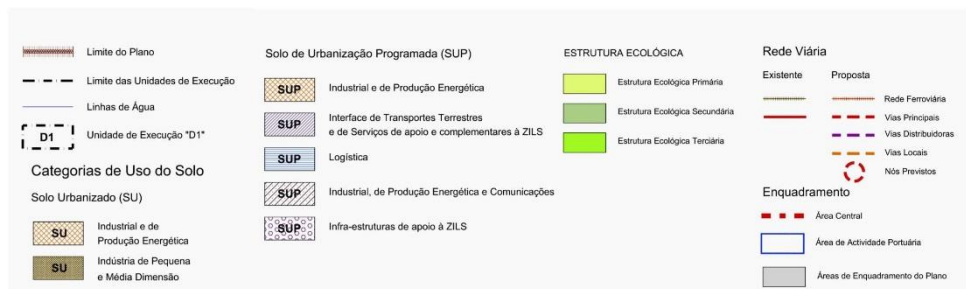 Limite do Plano
Limite das Unidades de Execução
Linhas de Água
D1
Unidade de Execução "D1"
Categorias de Uso do Solo
Solo Urbanizado (SU)
SU
Industrial e de
Produção Energética
SU
Indústria de Pequena
e Média Dimensão
Solo de Urbanização Programada (SUP)
SUP
Industrial e de Produção Energética
SUP
Interface de Transportes Terrestres
e de Serviços de apoio e complementares à ZILS
SUP
Logística
SUP
Industrial, de Produção Energética e Comunicações
SUP
Infra-estruturas de apoio à ZILS
ESTRUTURA ECOLÓGICA
Estrutura Ecológica Primária
Estrutura Ecológica Secundária
Estrutura Ecológica Terciária
Rede Viária
Existente
Proposta
Rede Ferroviária
Vias Principais
Vias Distribuidoras
Vias Locais
Nós Previstos
Enquadramento
Área Central
Área de Actividade Portuária
Áreas de Enquadramento do Plano